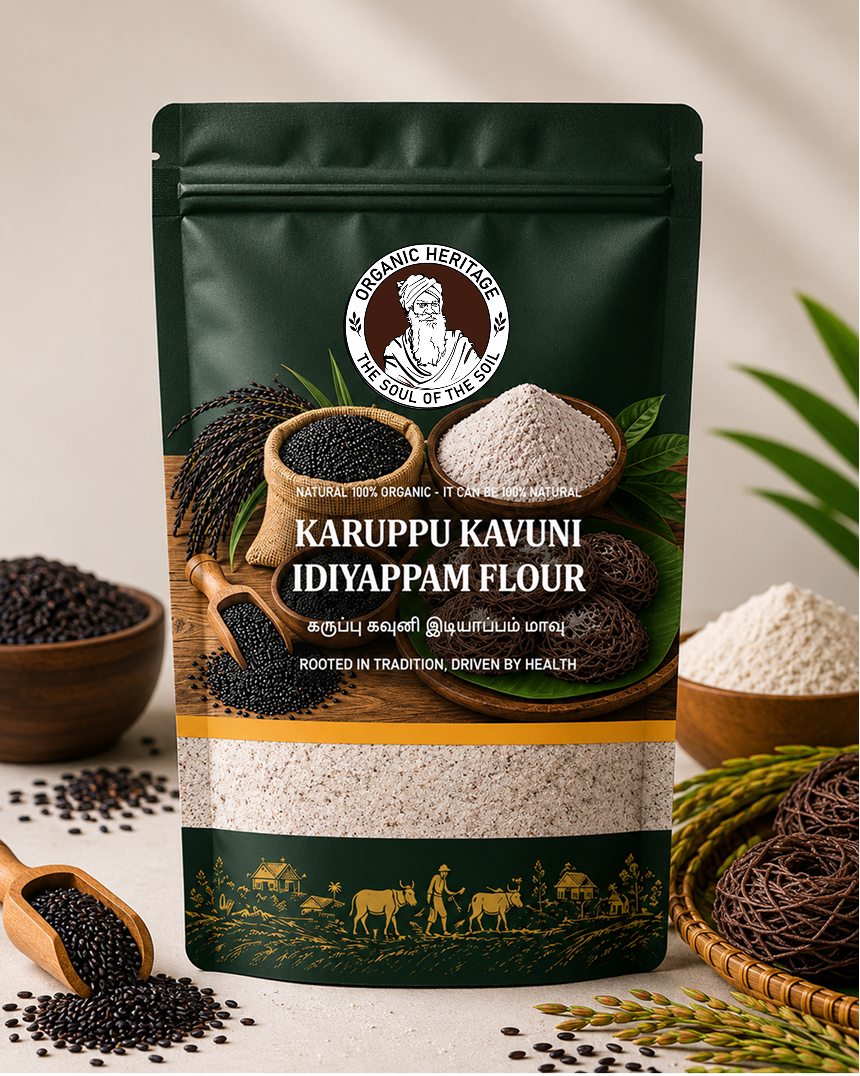 ORGANIC HERITAGE
THE SOUL OF THE SOIL
NATURAL 100% ORGANIC - IT CAN BE 100% NATURAL
KARUPPU KAVUNI
IDIYAPPAM FLOUR
கருப்பு கவுனி இடியாப்பம் மாவு
ROOTED IN TRADITION, DRIVEN BY HEALTH